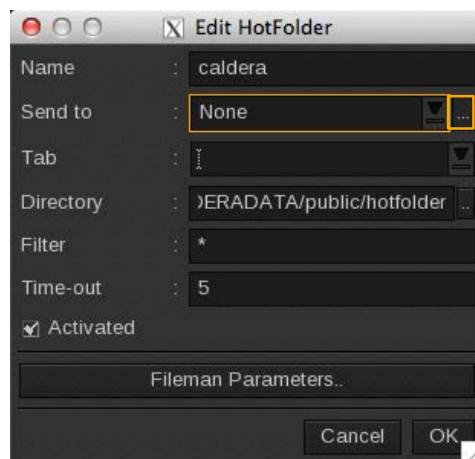 X Edit HotFolder
Name : caldera
Send to : None ...
Tab :
Directory : DERADATA/public/hotfolder ..
Filter : *
Time-out : 5
Activated
Fileman Parameters..
Cancel OK